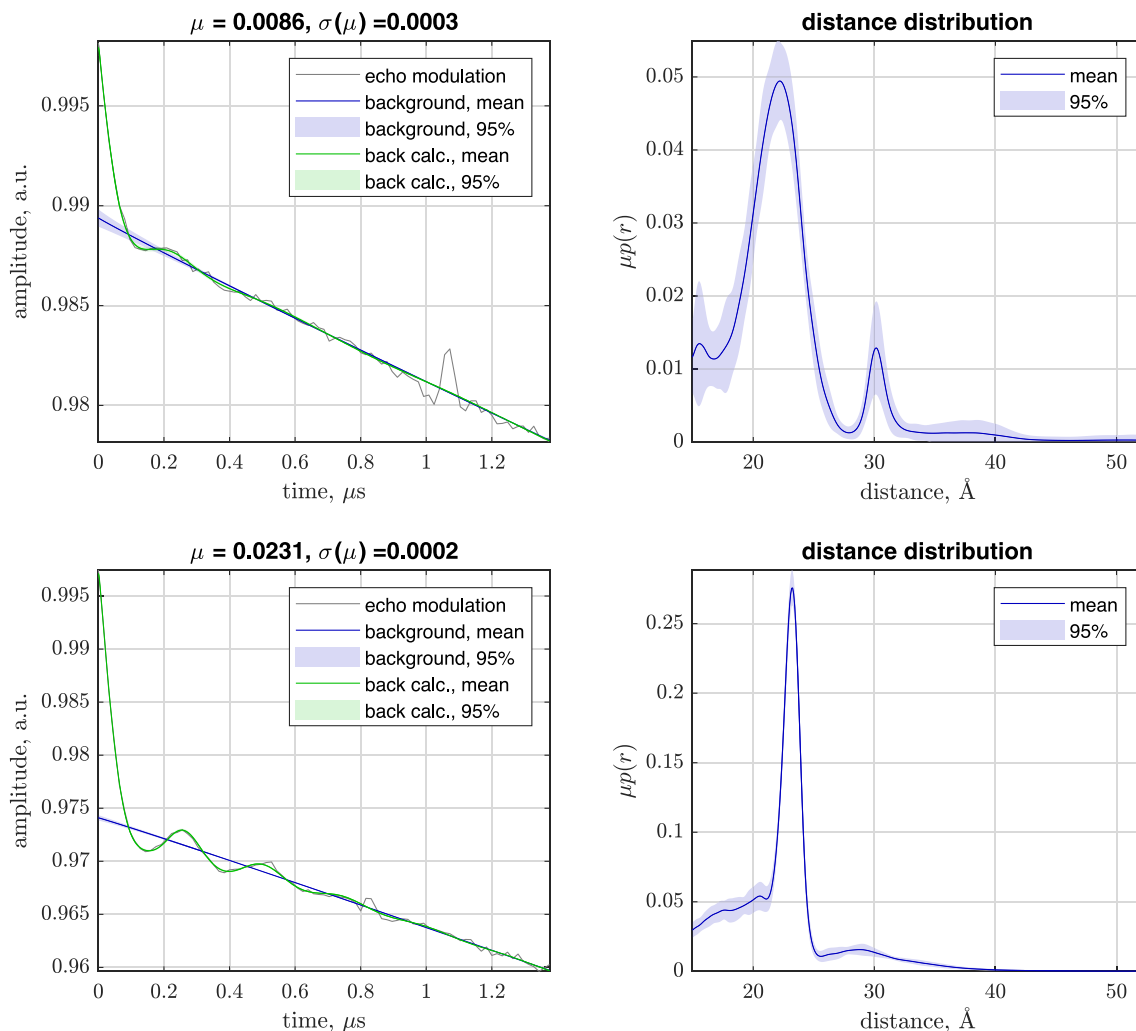 μ = 0.0086, σ(μ) =0.0003
0.995
0.99
0.985
0.98
amplitude, a.u.
echo modulation
background, mean
background, 95%
back calc., mean
back calc., 95%
0 0.2 0.4 0.6 0.8 1 1.2
time, μs
distance distribution
0.05
0.04
0.03
0.02
0.01
0
μp(r)
mean
95%
20 30 40 50
distance, Å
μ = 0.0231, σ(μ) =0.0002
0.995
0.99
0.985
0.98
0.975
0.97
0.965
0.96
amplitude, a.u.
echo modulation
background, mean
background, 95%
back calc., mean
back calc., 95%
0 0.2 0.4 0.6 0.8 1 1.2
time, μs
distance distribution
0.25
0.2
0.15
0.1
0.05
0
μp(r)
mean
95%
20 30 40 50
distance, Å